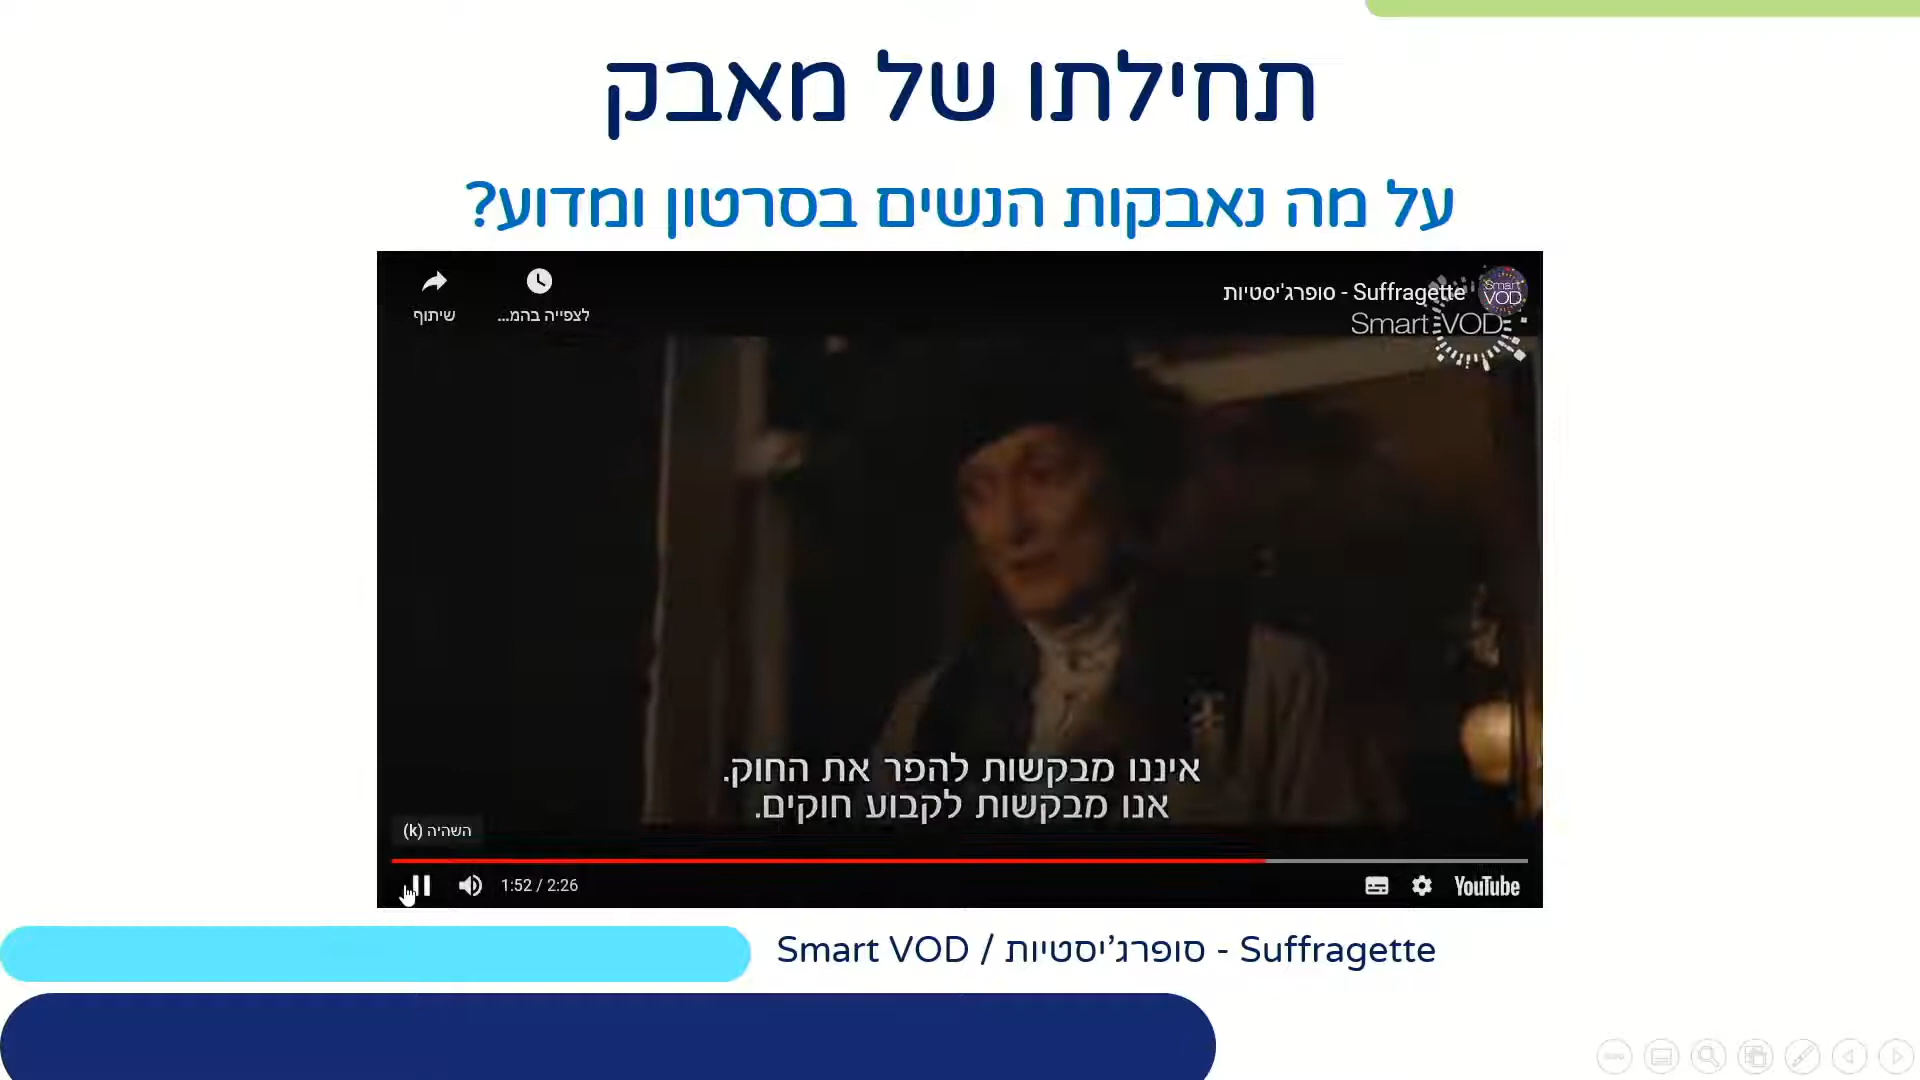 תחילתו של מאבק
על מה נאבקות הנשים בסרטון ומדוע?
סופרג'יסטיות - Suffragette
Smart VOD
Smart VOD
לצפייה בהמ...
שיתוף
איננו מבקשות להפר את החוק.
אנו מבקשות לקבוע חוקים.
השהיה (k)
1:52 / 2:26
YouTube
Smart VOD / סופרג'יסטיות - Suffragette